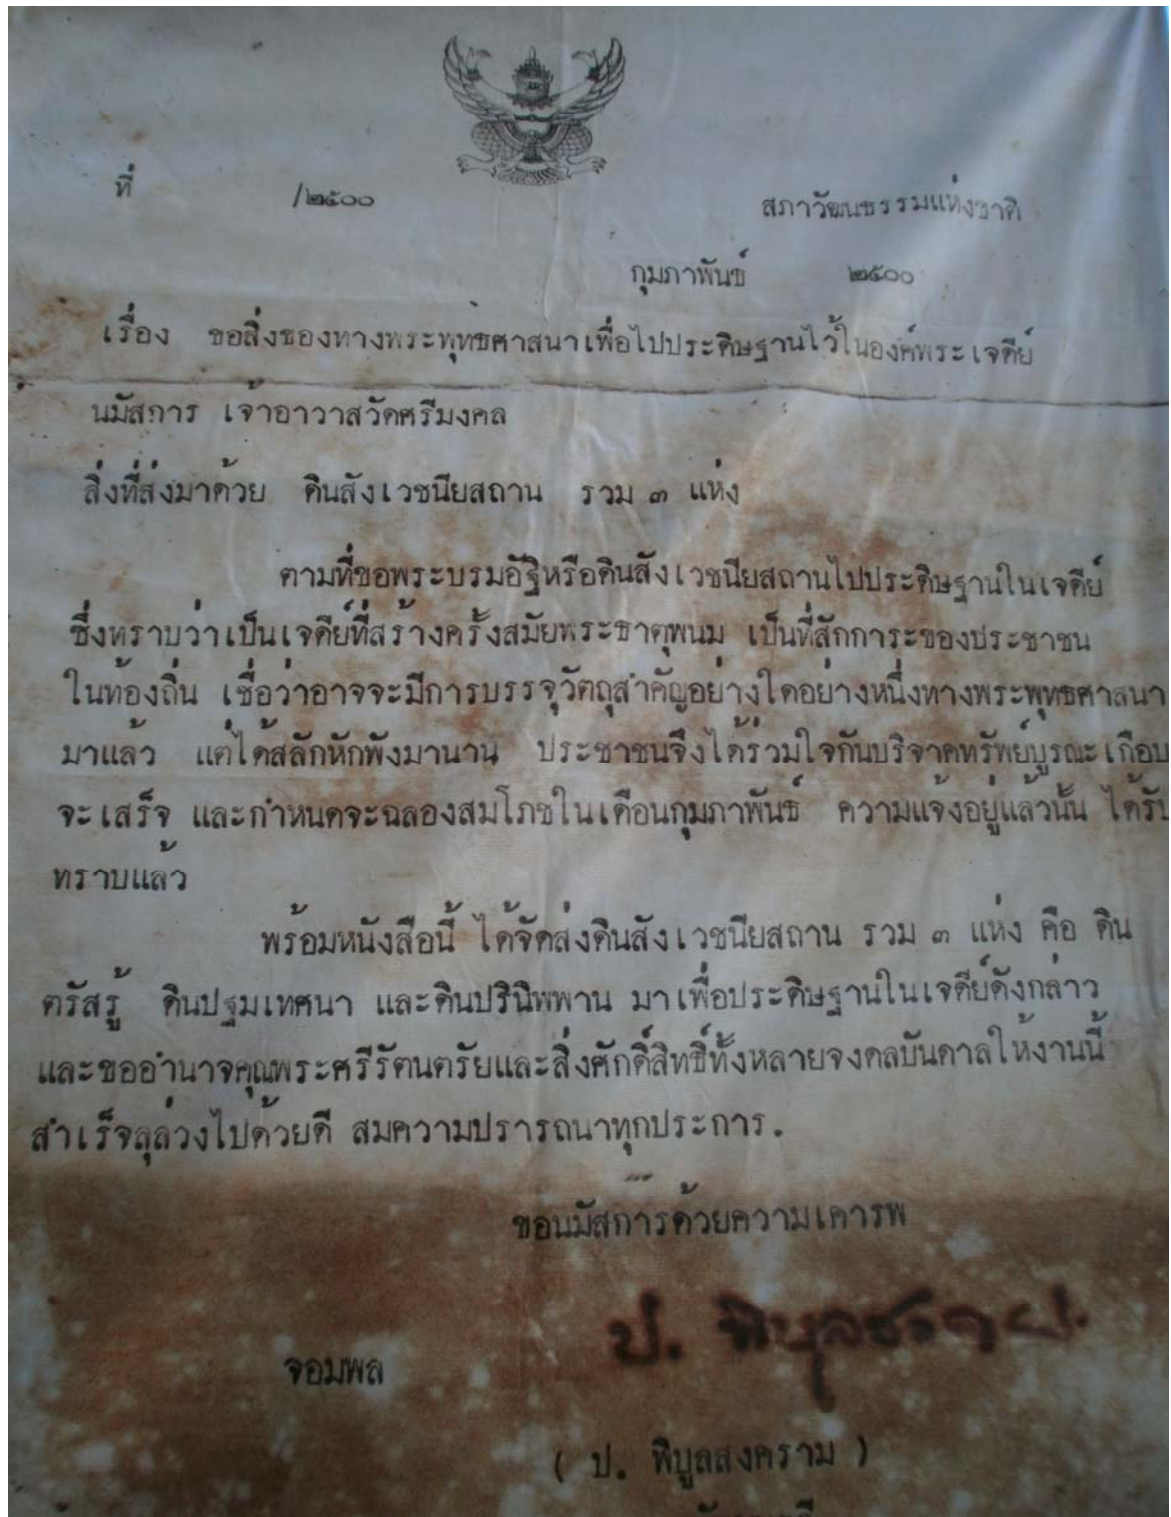 ที่ /๒๕๐๐
สภาวัฒนธรรมแห่งชาติ
กุมภาพันธ์ ๒๕๐๐
เรื่อง ขอสิ่งของทางพระพุทธศาสนาเพื่อไปประดิษฐานไว้ในองค์พระเจดีย์
นมัสการ เจ้าอาวาสวัดศรีมงคล
สิ่งที่ส่งมาด้วย ดินสังเวชนียสถาน รวม ๓ แห่ง
ตามที่ขอพระบรมอัฐิหรือดินสังเวชนียสถานไปประดิษฐานในเจดีย์
ซึ่งทราบว่าเป็นเจดีย์ที่สร้างครั้งสมัยพระธาตุพนม เป็นที่สักการะของประชาชน
ในท้องถิ่น เชื่อว่าอาจจะมีการบรรจุวัตถุสำคัญอย่างใดอย่างหนึ่งทางพระพุทธศาสนา
มาแล้ว แต่ได้สลักหักพังมานาน ประชาชนจึงได้ร่วมใจกันบริจาคทรัพย์บูรณะเกือบ
จะเสร็จ และกำหนดจะฉลองสมโภชในเดือนกุมภาพันธ์ ความแจ้งอยู่แล้วนั้น ได้รับ
ทราบแล้ว
พร้อมหนังสือนี้ ได้จัดส่งดินสังเวชนียสถาน รวม ๓ แห่ง คือ ดิน
ตรัสรู้ ดินปฐมเทศนา และดินปรินิพพาน มาเพื่อประดิษฐานในเจดีย์ดังกล่าว
และขออำนาจคุณพระศรีรัตนตรัยและสิ่งศักดิ์สิทธิ์ทั้งหลายจงดลบันดาลให้งานนี้
สำเร็จลุล่วงไปด้วยดี สมความปรารถนาทุกประการ.
ขอนมัสการด้วยความเคารพ
ป. พิบูลสงคราม
จอมพล
( ป. พิบูลสงคราม )